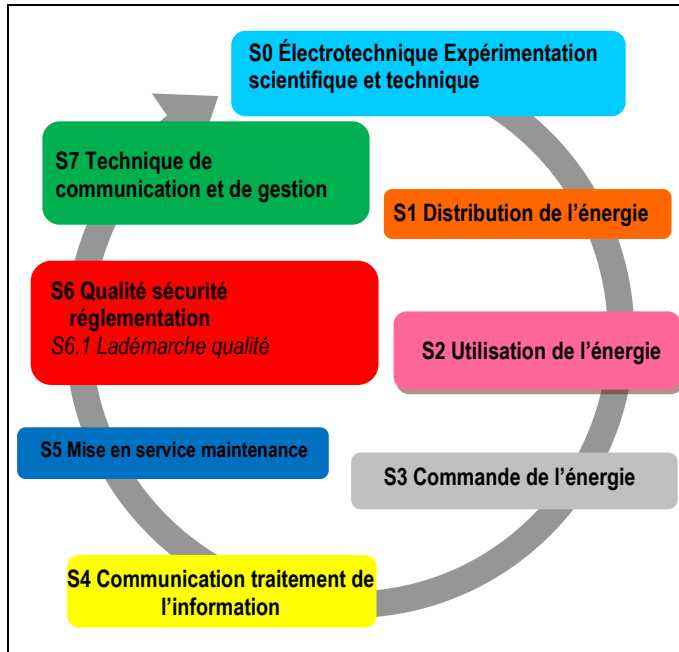 S0 Électrotechnique Expérimentation
scientifique et technique
S1 Distribution de l'énergie
S2 Utilisation de l'énergie
S3 Commande de l'énergie
S4 Communication traitement de
l'information
S5 Mise en service maintenance
S6 Qualité sécurité
réglementation
S6.1 Ladémarche qualité
S7 Technique de
communication et de gestion